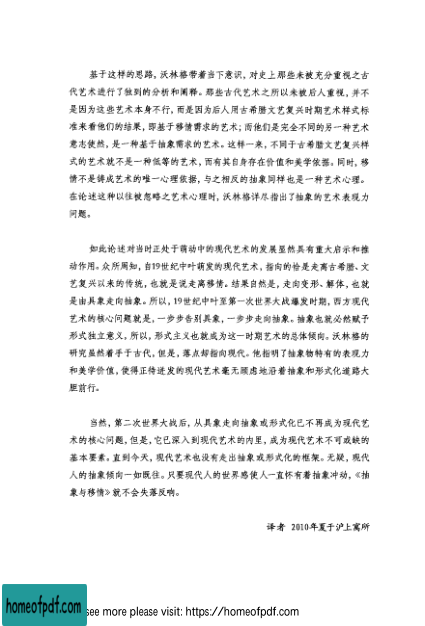 基于这样的思路，沃林格带着当下意识，对史上那些未被充分重视之古
代艺术进行了独到的分析和阐释。那些古代艺术之所以未被后人重视，并不
是因为这些艺术本身不行，而是因为后人用古希腊文艺复兴时期艺术样式标
准来看他们的结果，即基于移情需求的艺术；而他们是完全不同的另一种艺术
意志使然，是一种基于抽象需求的艺术。这样一来，不同于古希腊文艺复兴样
式的艺术就不是一种低等的艺术，而有其自身存在价值和美学依据。同时，移
情不是铸成艺术的唯一心理依据，与之相反的抽象同样也是一种艺术心理。
在论述这种以往被忽略之艺术心理时，沃林格详尽指出了抽象的艺术表现力
问题。
如此论述对当时正处于萌动中的现代艺术的发展显然具有重大启示和推
动作用。众所周知，自19世纪中叶萌发的现代艺术，指向的恰是走离古希腊、文
艺复兴以来的传统，也就是说走离移情。结果自然是，走向变形、解体，也就
是由具象走向抽象。所以，19世纪中叶至第一次世界大战爆发时期，西方现代
艺术的核心问题就是，一步步告别具象，一步步走向抽象。抽象也就必然赋予
形式独立意义，所以，形式主义也就成为这一时期艺术的总体倾向。沃林格的
研究虽然着手于古代，但是，落点却指向现代。他指明了抽象物特有的表现力
和美学价值，使得正待迸发的现代艺术毫无顾虑地沿着抽象和形式化道路大
胆前行。
当然，第二次世界大战后，从具象走向抽象或形式化已不再成为现代艺
术的核心问题，但是，它已深入到现代艺术的内里，成为现代艺术不可或缺的
基本要素。直到今天，现代艺术也没有走出抽象或形式化的框架。无疑，现代
人的抽象倾向一如既往。只要现代人的世界感使人一直怀有着抽象冲动，《抽
象与移情》就不会失落反响。
译者 2010年夏于沪上寓所
homeofpdf.com
see more please visit: https://homeofpdf.com